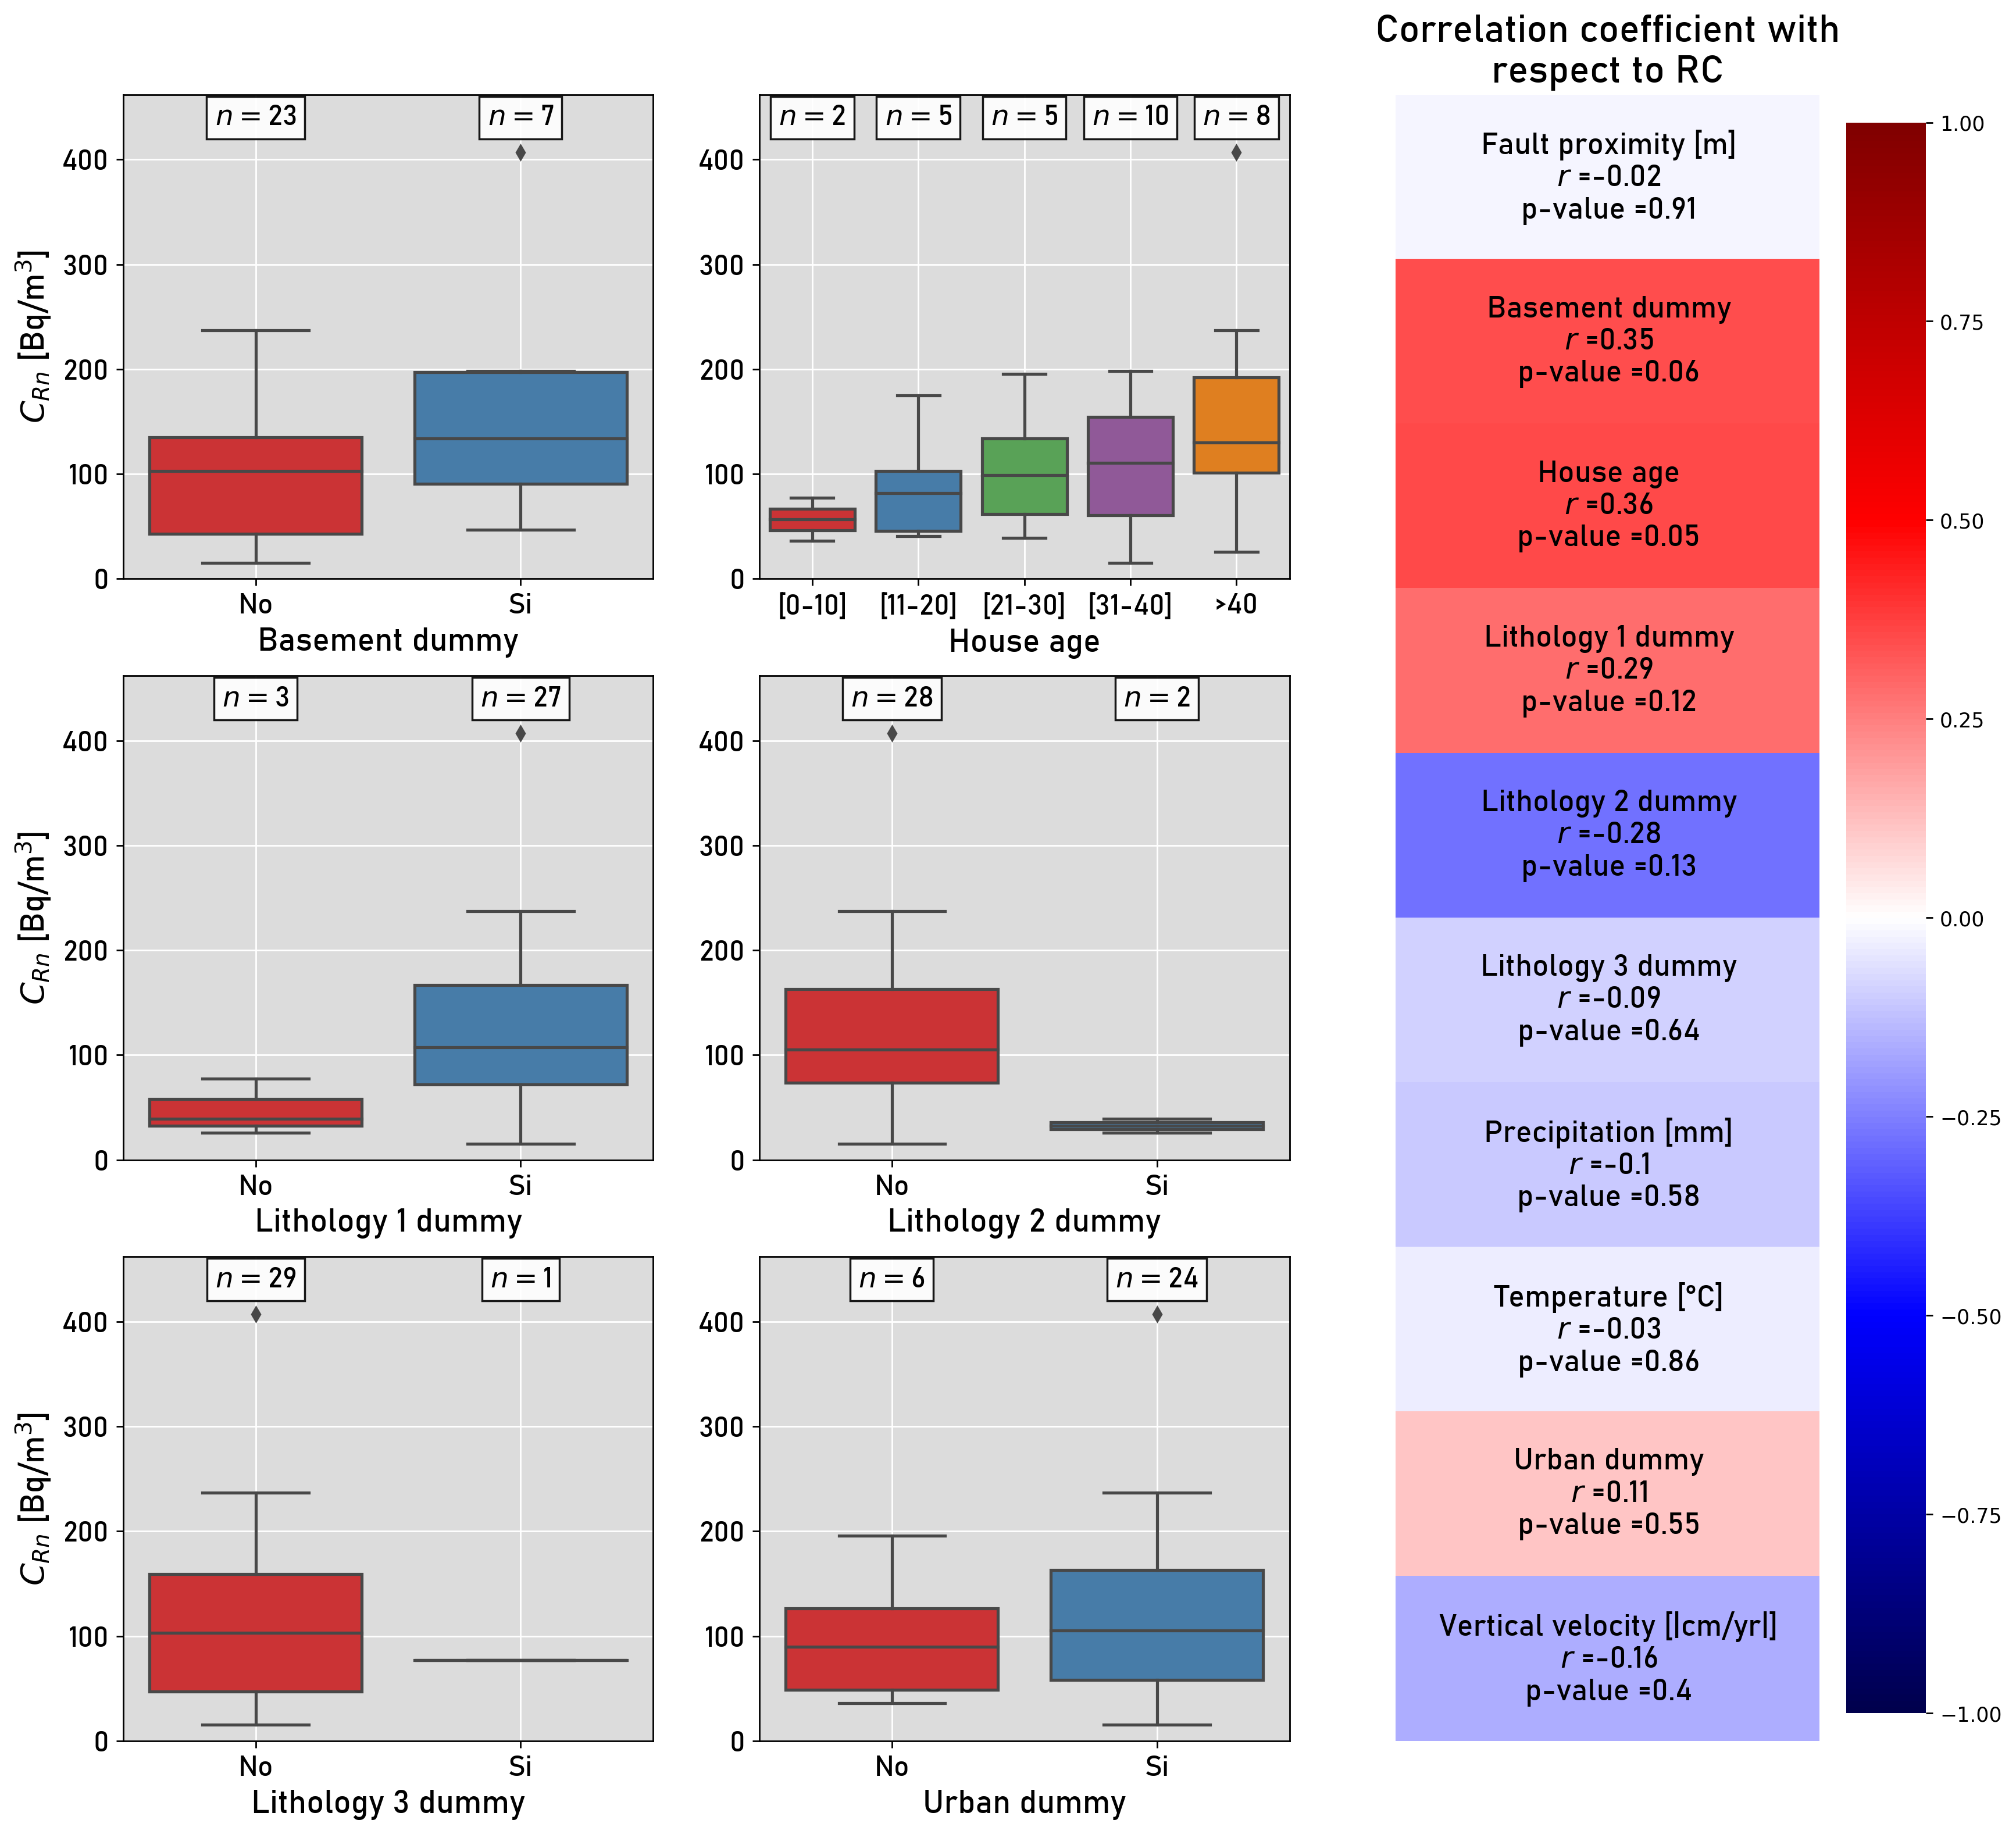 n = 23
n = 7
400
300
200
100
0
C_Rn [Bq/m³]
No
Si
Basement dummy
n = 2
n = 5
n = 5
n = 10
n = 8
400
300
200
100
0
[0-10]
[11-20]
[21-30]
[31-40]
>40
House age
n = 3
n = 27
400
300
200
100
0
C_Rn [Bq/m³]
No
Si
Lithology 1 dummy
n = 28
n = 2
400
300
200
100
0
No
Si
Lithology 2 dummy
n = 29
n = 1
400
300
200
100
0
C_Rn [Bq/m³]
No
Si
Lithology 3 dummy
n = 6
n = 24
400
300
200
100
0
No
Si
Urban dummy
Correlation coefficient with
respect to RC
Fault proximity [m]
r =-0.02
p-value =0.91
Basement dummy
r =0.35
p-value =0.06
House age
r =0.36
p-value =0.05
Lithology 1 dummy
r =0.29
p-value =0.12
Lithology 2 dummy
r =-0.28
p-value =0.13
Lithology 3 dummy
r =-0.09
p-value =0.64
Precipitation [mm]
r =-0.1
p-value =0.58
Temperature [°C]
r =-0.03
p-value =0.86
Urban dummy
r =0.11
p-value =0.55
Vertical velocity [|cm/yr|]
r =-0.16
p-value =0.4
1.00
0.75
0.50
0.25
0.00
−0.25
−0.50
−0.75
−1.00